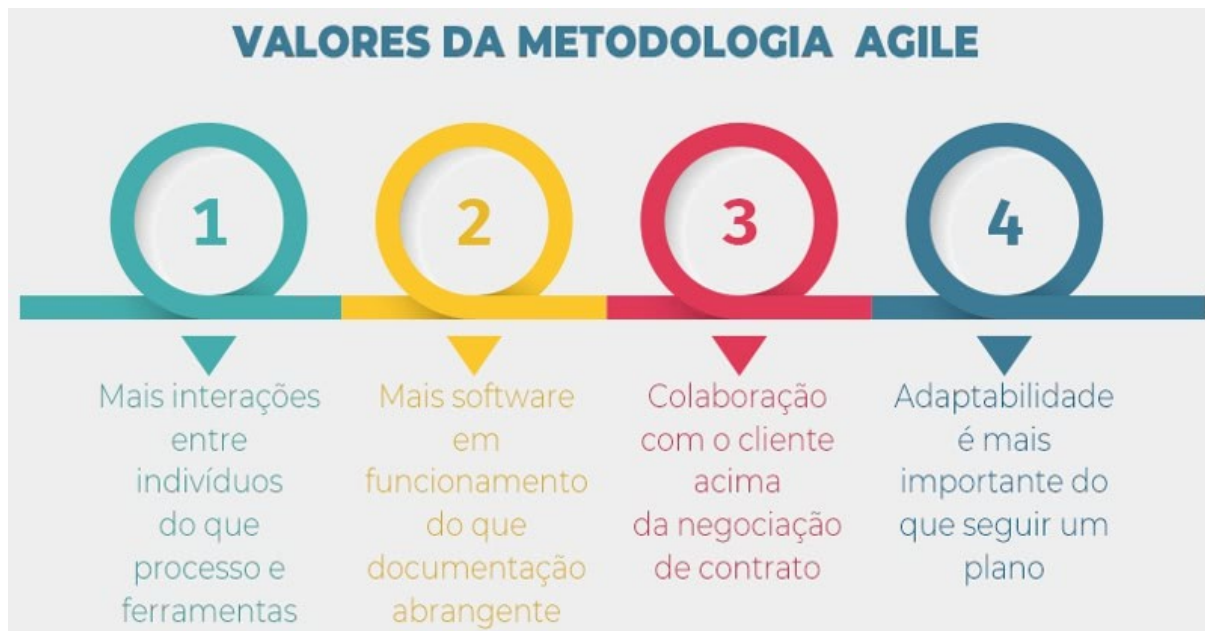 VALORES DA METODOLOGIA AGILE
1
2
3
4
Mais interações
entre
indivíduos
do que
processo e
ferramentas
Mais software
em
funcionamento
do que
documentação
abrangente
Colaboração
com o cliente
acima
da negociação
de contrato
Adaptabilidade
é mais
importante do
que seguir um
plano